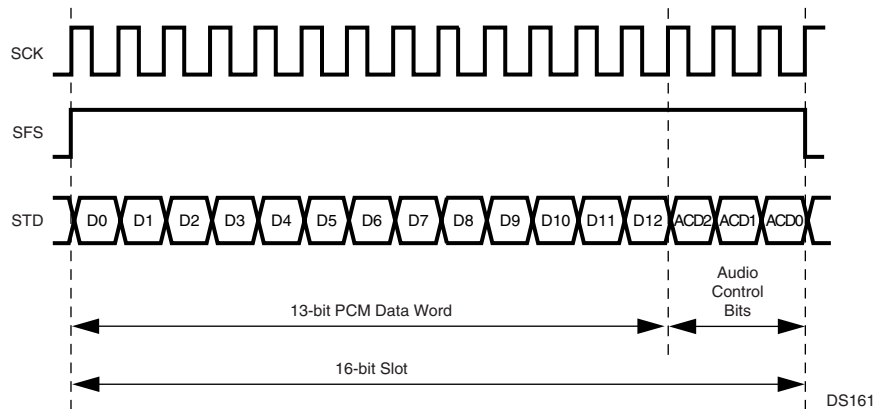 SCK
SFS
STD D0 D1 D2 D3 D4 D5 D6 D7 D8 D9 D10 D11 D12 ACD2 ACD1 ACD0
13-bit PCM Data Word
Audio
Control
Bits
16-bit Slot
DS161